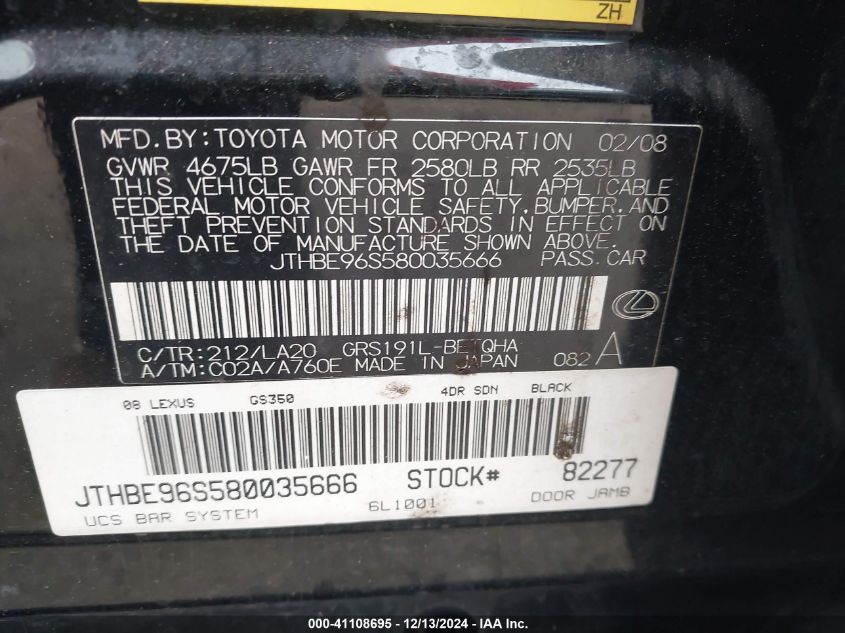 ZH
MFD.BY:TOYOTA MOTOR CORPORATION 02/08
GVWR 4675LB GAWR FR 2580LB RR 2535LB
THIS VEHICLE CONFORMS TO ALL APPLICABLE
FEDERAL MOTOR VEHICLE SAFETY,BUMPER,AND
THEFT PREVENTION STANDARDS IN EFFECT ON
THE DATE OF MANUFACTURE SHOWN ABOVE.
JTHBE96S580035666 PASS.CAR
C/TR:212/LA20 GRS191L-BETQHA
A/TM:C02A/A760E MADE IN JAPAN 082 A
08 LEXUS GS350 4DR SDN BLACK
JTHBE96S580035666 STOCK# 82277
UCS BAR SYSTEM 6L1001 DOOR JAMB
000-41108695 - 12/13/2024 - IAA Inc.